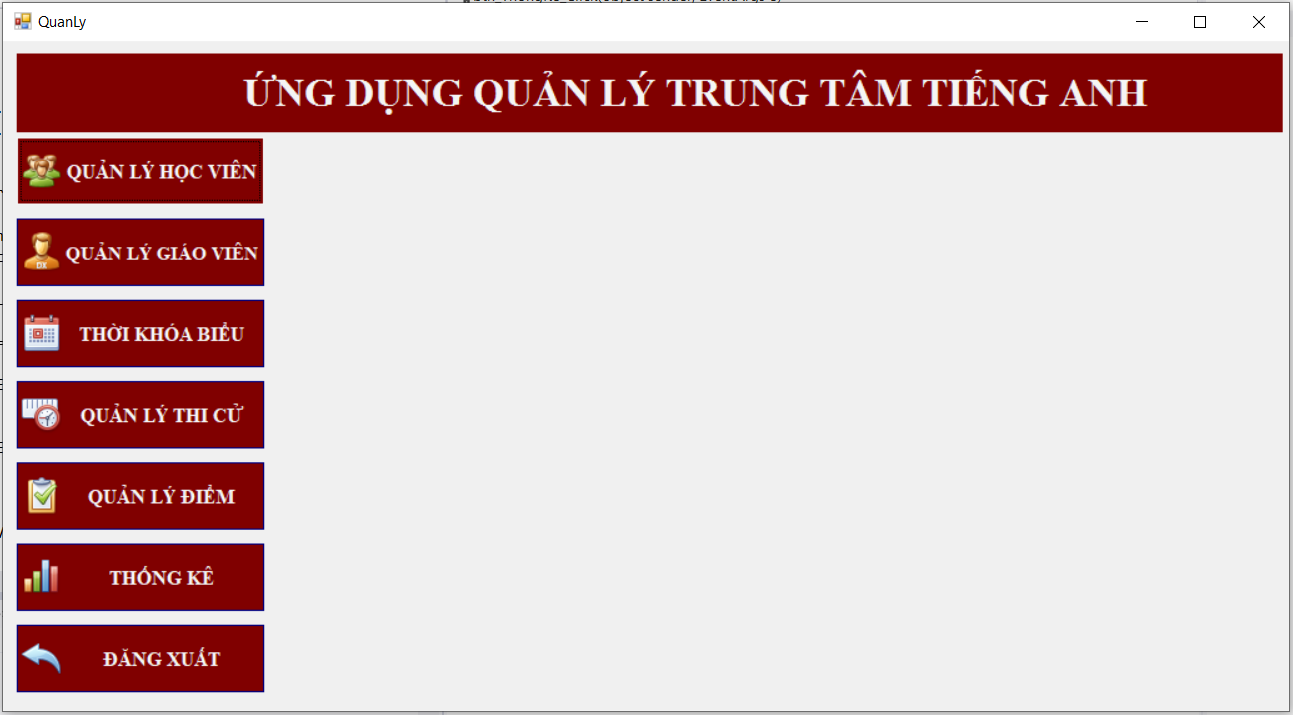 QuanLy
ỨNG DỤNG QUẢN LÝ TRUNG TÂM TIẾNG ANH
QUẢN LÝ HỌC VIÊN
QUẢN LÝ GIÁO VIÊN
THỜI KHÓA BIỂU
QUẢN LÝ THI CỬ
QUẢN LÝ ĐIỂM
THỐNG KÊ
ĐĂNG XUẤT